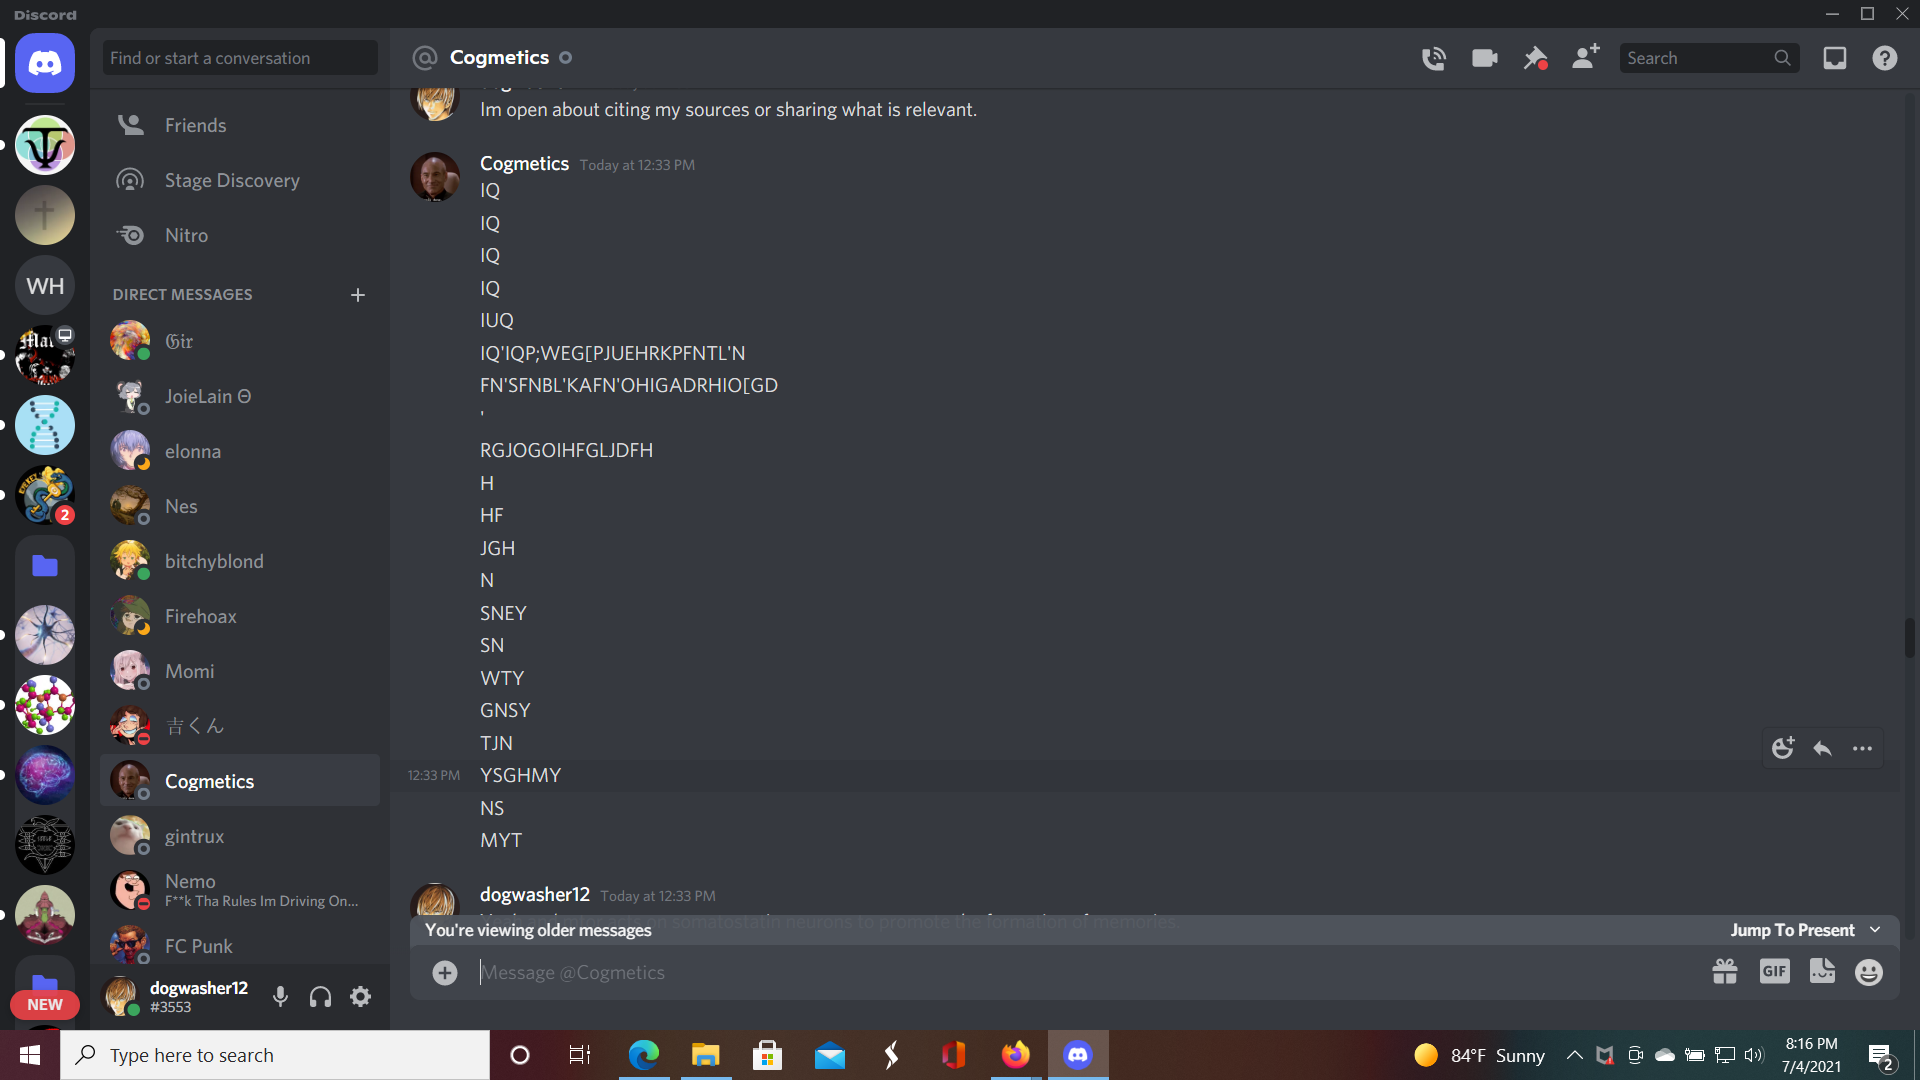 Discord
Find or start a conversation
Friends
Stage Discovery
Nitro
DIRECT MESSAGES
𝔊𝔦𝔯
JoieLain Θ
elonna
Nes
bitchyblond
Firehoax
Momi
吉くん
Cogmetics
gintrux
Nemo
F**k Tha Rules Im Driving On...
FC Punk
dogwasher12
#3553
WH
2
NEW
Cogmetics
Search
Im open about citing my sources or sharing what is relevant.
Cogmetics Today at 12:33 PM
IQ
IQ
IQ
IQ
IUQ
IQ'IQP;WEG[PJUEHRKPFNTL'N
FN'SFNBL'KAFN'OHIGADRHIO[GD
'
RGJOGOIHFGLJDFH
H
HF
JGH
N
SNEY
SN
WTY
GNSY
TJN
12:33 PM YSGHMY
NS
MYT
dogwasher12 Today at 12:33 PM
neurons to promote the formation of memories.
You're viewing older messages
Jump To Present
Message @Cogmetics
GIF
Type here to search
84°F Sunny
8:16 PM
7/4/2021
2